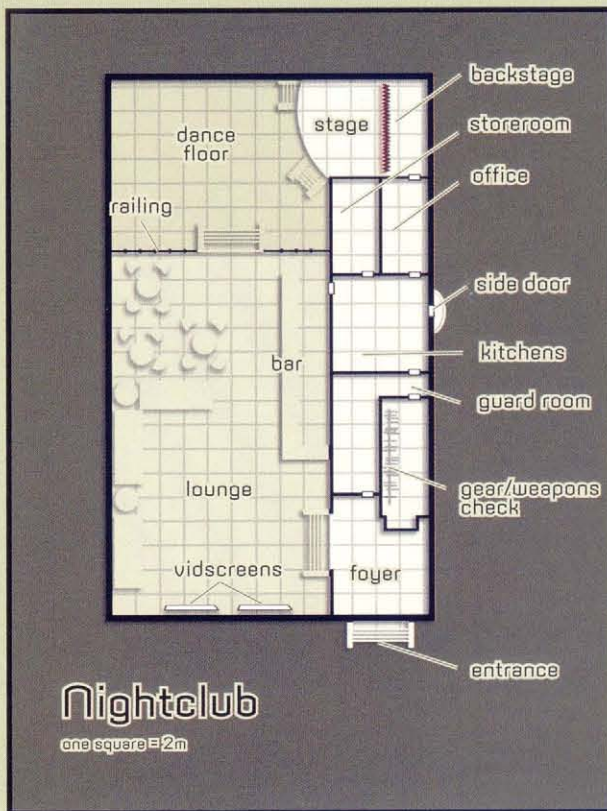 backstage
storeroom
office
stage
dance
floor
railing
side door
kitchens
bar
guard room
gear/weapons
check
lounge
vidscreens
foyer
entrance
Nightclub
one square = 2m